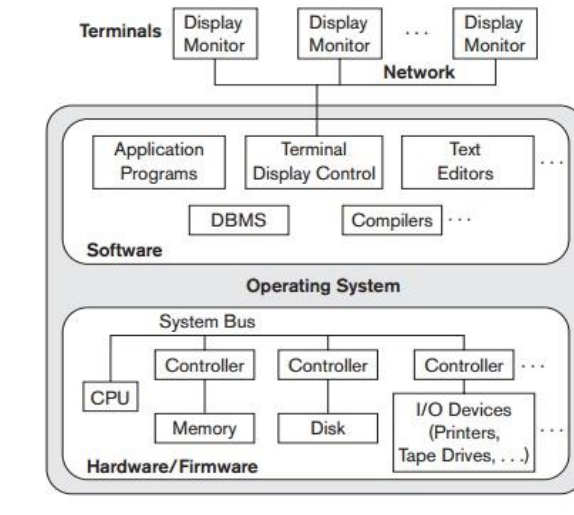 Terminals
Display
Monitor
Display
Monitor
. . .
Display
Monitor
Network
Application
Programs
Terminal
Display Control
Text
Editors
. . .
DBMS
Compilers
. . .
Software
Operating System
System Bus
Controller
Controller
Controller
. . .
CPU
Memory
Disk
I/O Devices
(Printers,
Tape Drives, . . .)
. . .
Hardware/Firmware